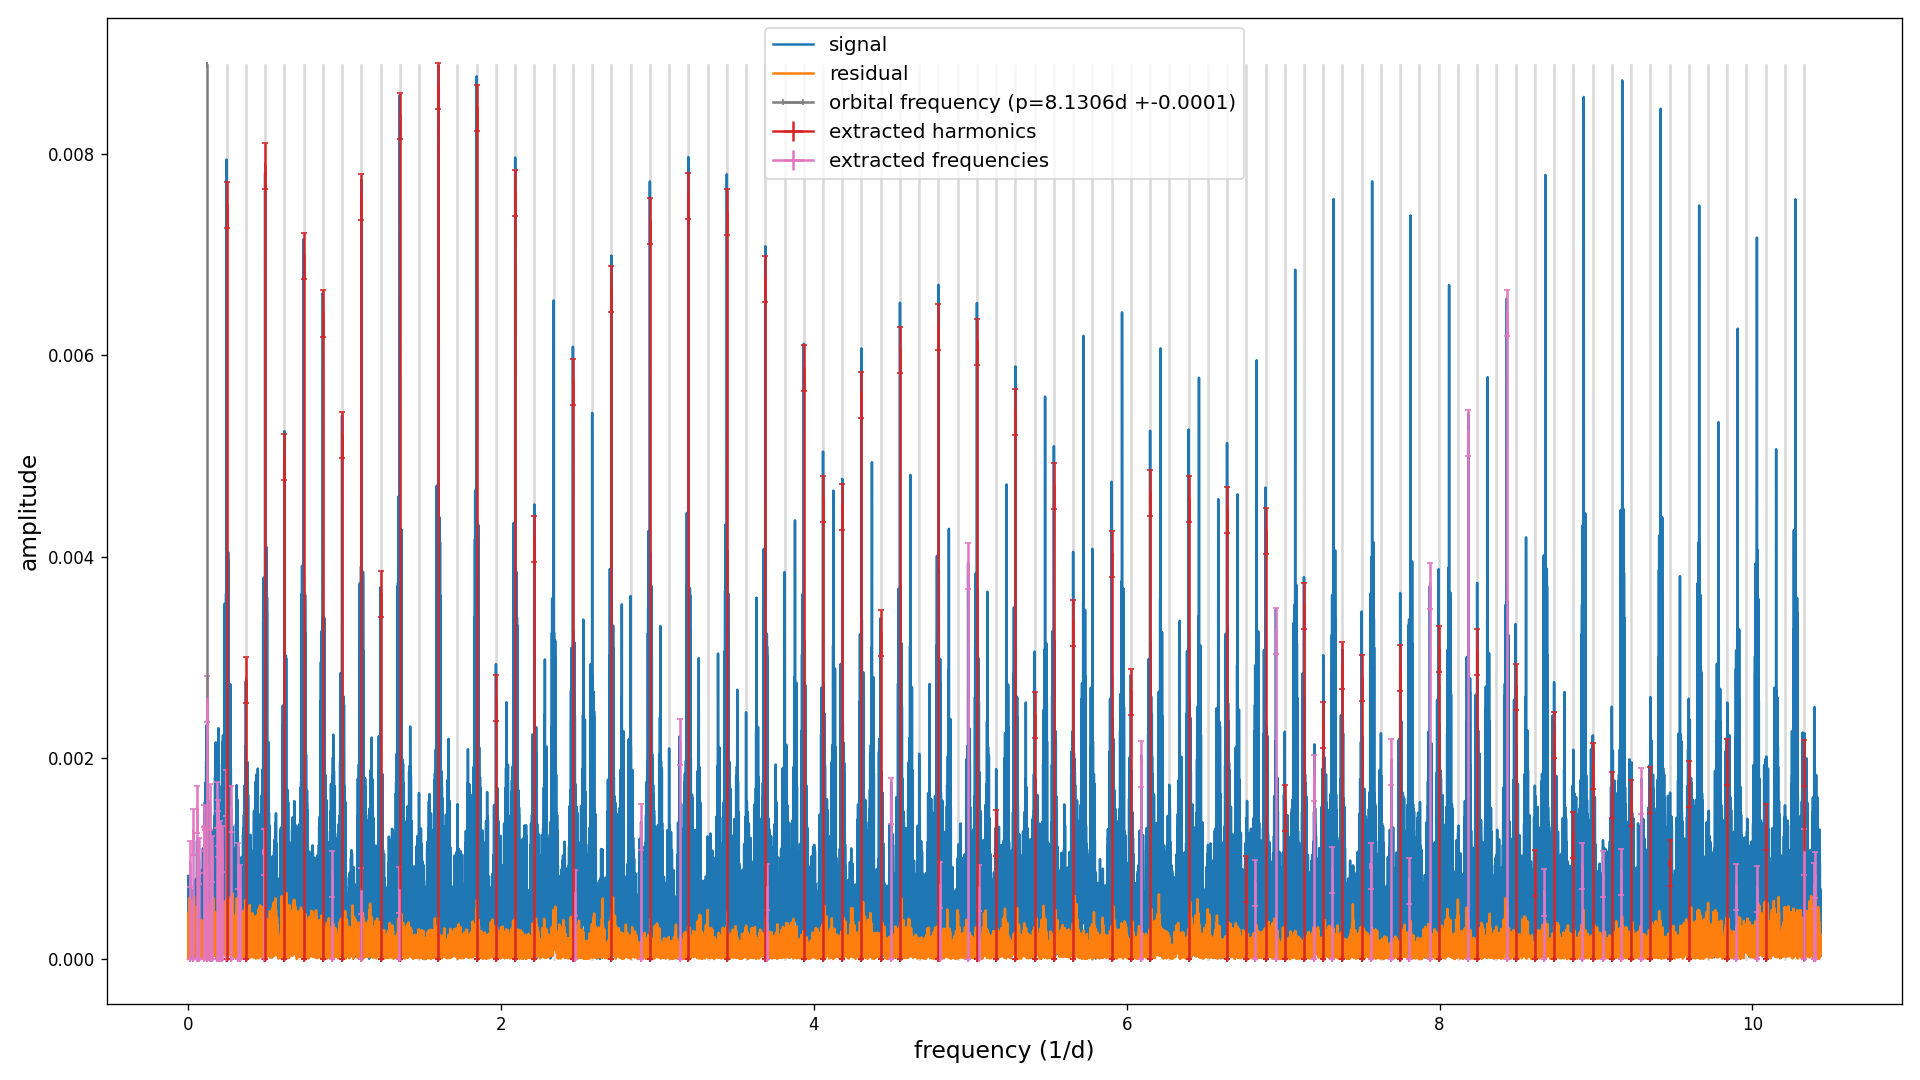 signal
residual
orbital frequency (p=8.1306d +-0.0001)
extracted harmonics
extracted frequencies
amplitude
0.008
0.006
0.004
0.002
0.000
0 2 4 6 8 10
frequency (1/d)